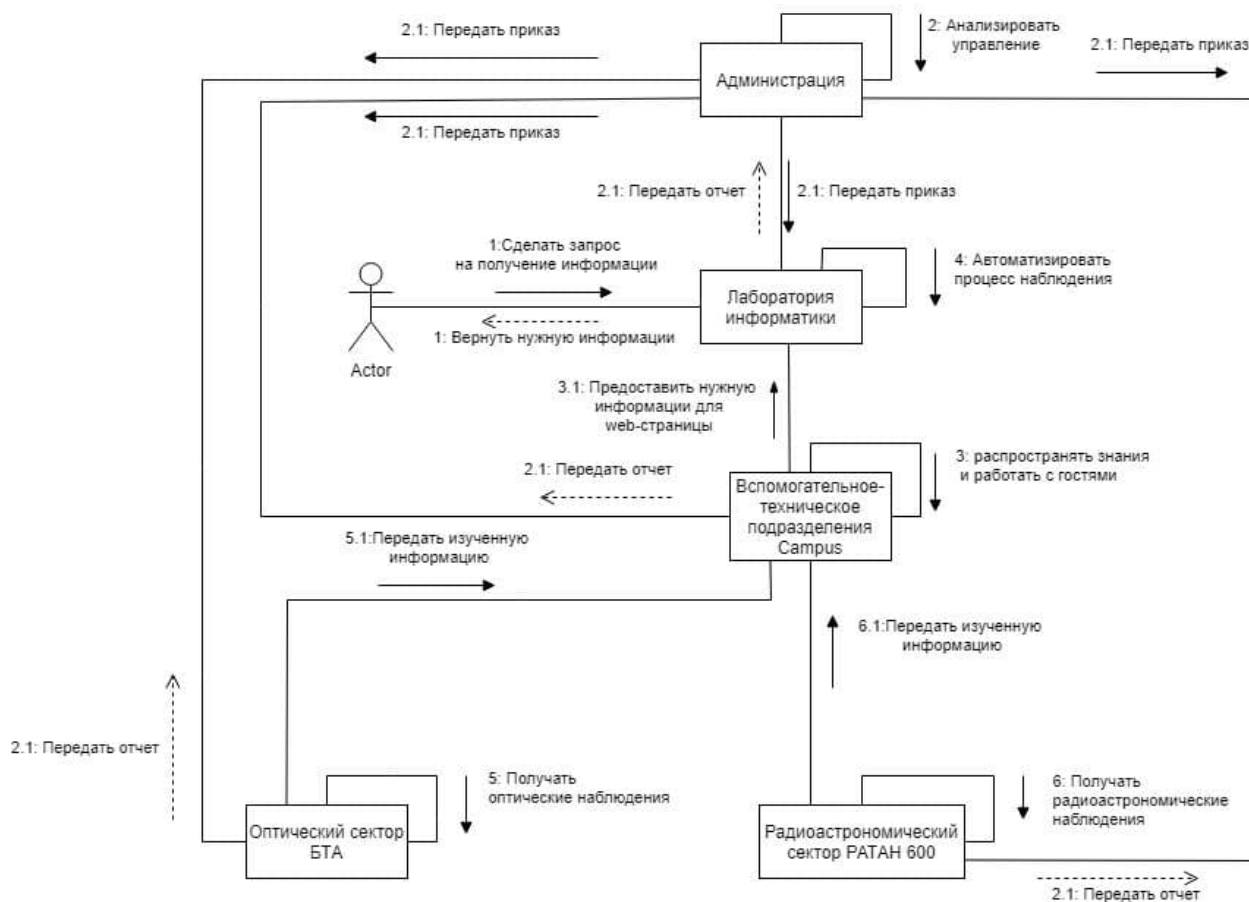 2.1: Передать приказ
2: Анализировать
управление
2.1: Передать приказ
Администрация
2.1: Передать приказ
2.1: Передать отчет
2.1: Передать приказ
1:Сделать запрос
на получение информации
4: Автоматизировать
процесс наблюдения
Лаборатория
информатики
1: Вернуть нужную информации
Actor
3.1: Предоставить нужную
информации для
web-страницы
3: распространять знания
и работать с гостями
2.1: Передать отчет
Вспомогательное-
техническое
подразделения
Campus
5.1:Передать изученную
информацию
6.1:Передать изученную
информацию
2.1: Передать отчет
5: Получать
оптические наблюдения
6: Получать
радиоастрономические
наблюдения
Оптический сектор
БТА
Радиоастрономический
сектор РАТАН 600
2.1: Передать отчет